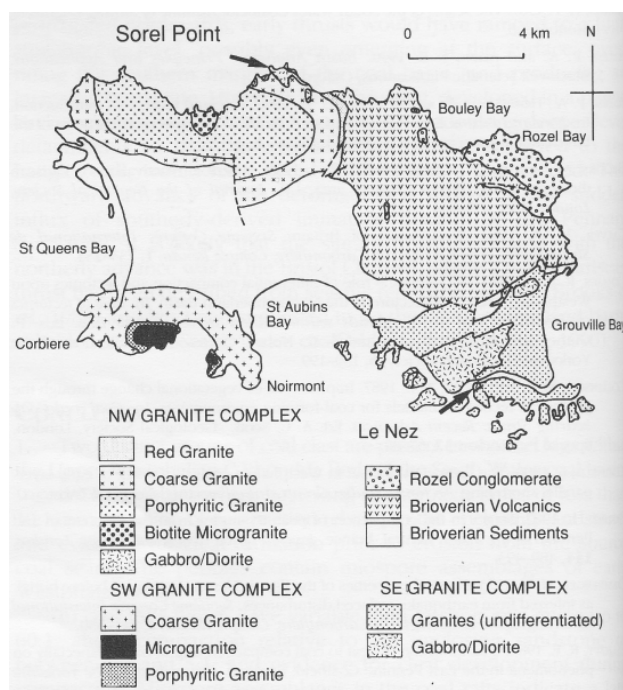 Sorel Point
0 4 km
N
Bouley Bay
Rozel Bay
St Queens Bay
St Aubins
Bay
Grouville Bay
Corbiere
Noirmont
Le Nez
NW GRANITE COMPLEX
Red Granite
Coarse Granite
Porphyritic Granite
Biotite Microgranite
Gabbro/Diorite
SW GRANITE COMPLEX
Coarse Granite
Microgranite
Porphyritic Granite
Rozel Conglomerate
Brioverian Volcanics
Brioverian Sediments
SE GRANITE COMPLEX
Granites (undifferentiated)
Gabbro/Diorite